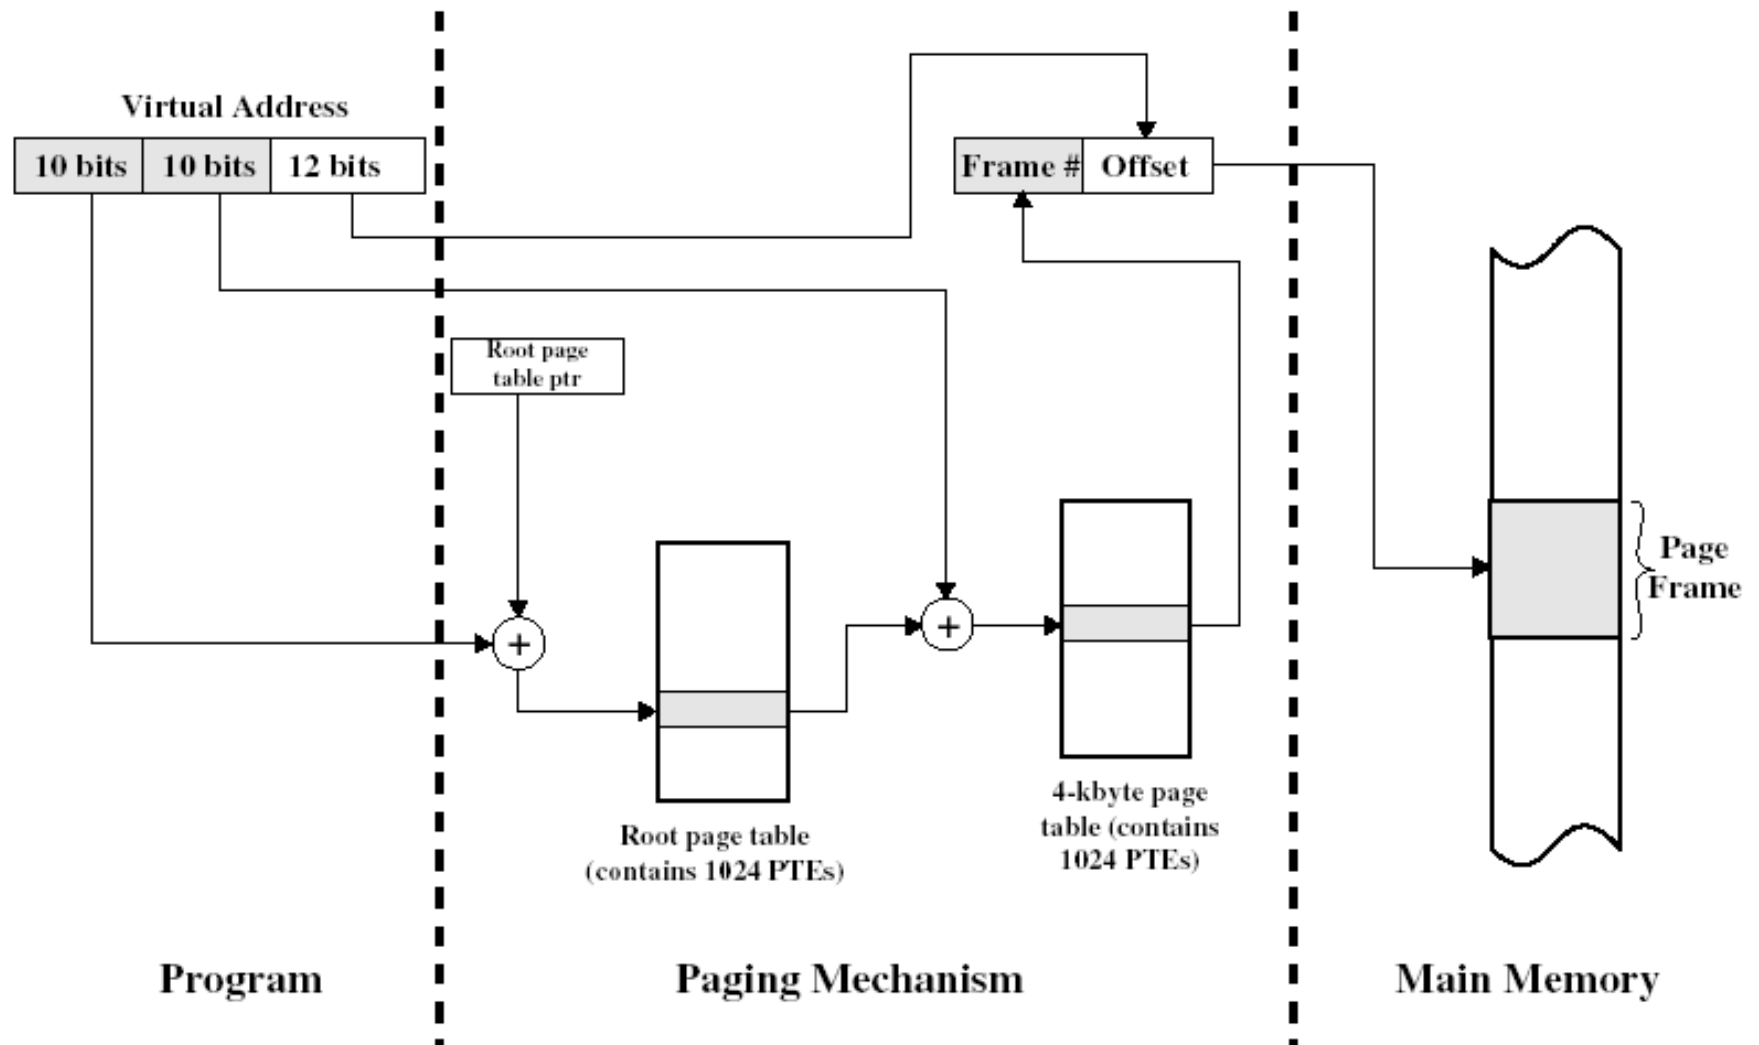 Virtual Address
10 bits
10 bits
12 bits
Frame #
Offset
Root page
table ptr
+
+
Page
Frame
Root page table
(contains 1024 PTEs)
4-kbyte page
table (contains
1024 PTEs)
Program
Paging Mechanism
Main Memory